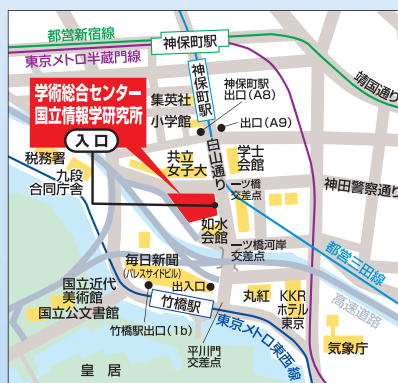 都営新宿線
東京メトロ半蔵門線
神保町駅
靖国通り
神保町駅
神保町駅
出口(A8)
出口(A9)
集英社
小学館
学術総合センター
国立情報学研究所
入口
白山通り
税務署
九段
合同庁舎
共立
女子大
学士
会館
一ツ橋
交差点
神田警察通り
如水
会館
一ツ橋河岸
交差点
都営三田線
毎日新聞
(パレスサイドビル)
出入口
国立近代
美術館
国立公文書館
竹橋駅
竹橋駅出口(1b)
丸紅
KKR
ホテル
東京
高速道路
東京メトロ東西線
平川門
交差点
気象庁
皇居